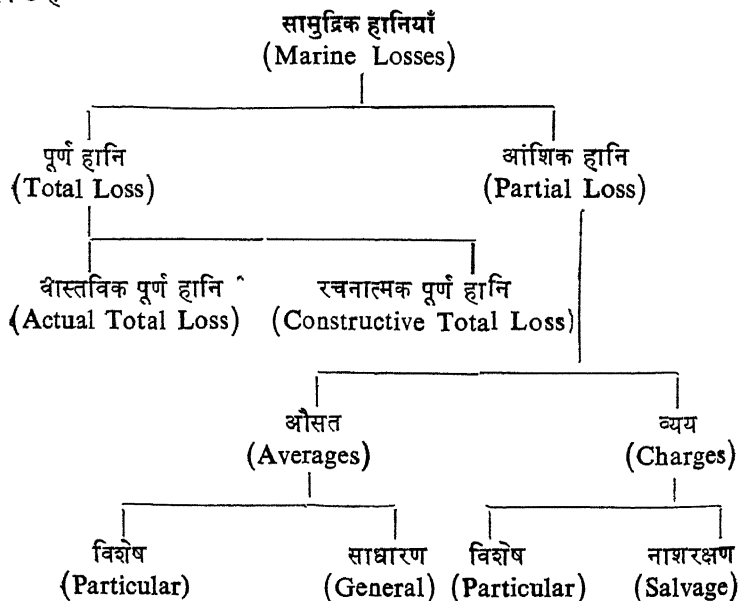 सामुद्रिक हानियाँ
(Marine Losses)
पूर्ण हानि
(Total Loss)
आंशिक हानि
(Partial Loss)
वास्तविक पूर्ण हानि
(Actual Total Loss)
रचनात्मक पूर्ण हानि
(Constructive Total Loss)
औसत
(Averages)
व्यय
(Charges)
विशेष
(Particular)
साधारण
(General)
विशेष
(Particular)
नाशरक्षण
(Salvage)